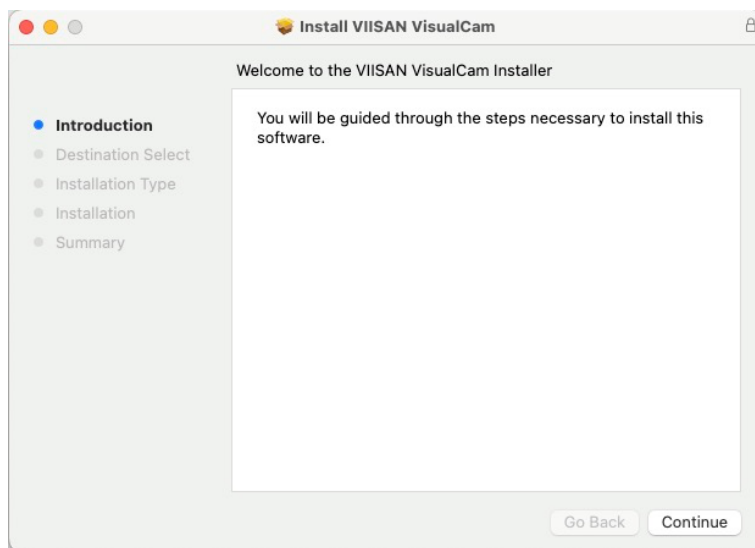 Install VIISAN VisualCam
Welcome to the VIISAN VisualCam Installer
Introduction
Destination Select
Installation Type
Installation
Summary
You will be guided through the steps necessary to install this
software.
Go Back
Continue